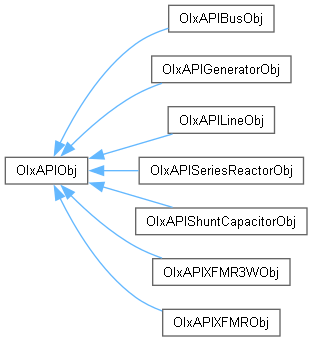 OlxAPIBusObj
OlxAPIGeneratorObj
OlxAPILineObj
OlxAPIObj
OlxAPISeriesReactorObj
OlxAPIShuntCapacitorObj
OlxAPIXFMR3WObj
OlxAPIXFMRObj